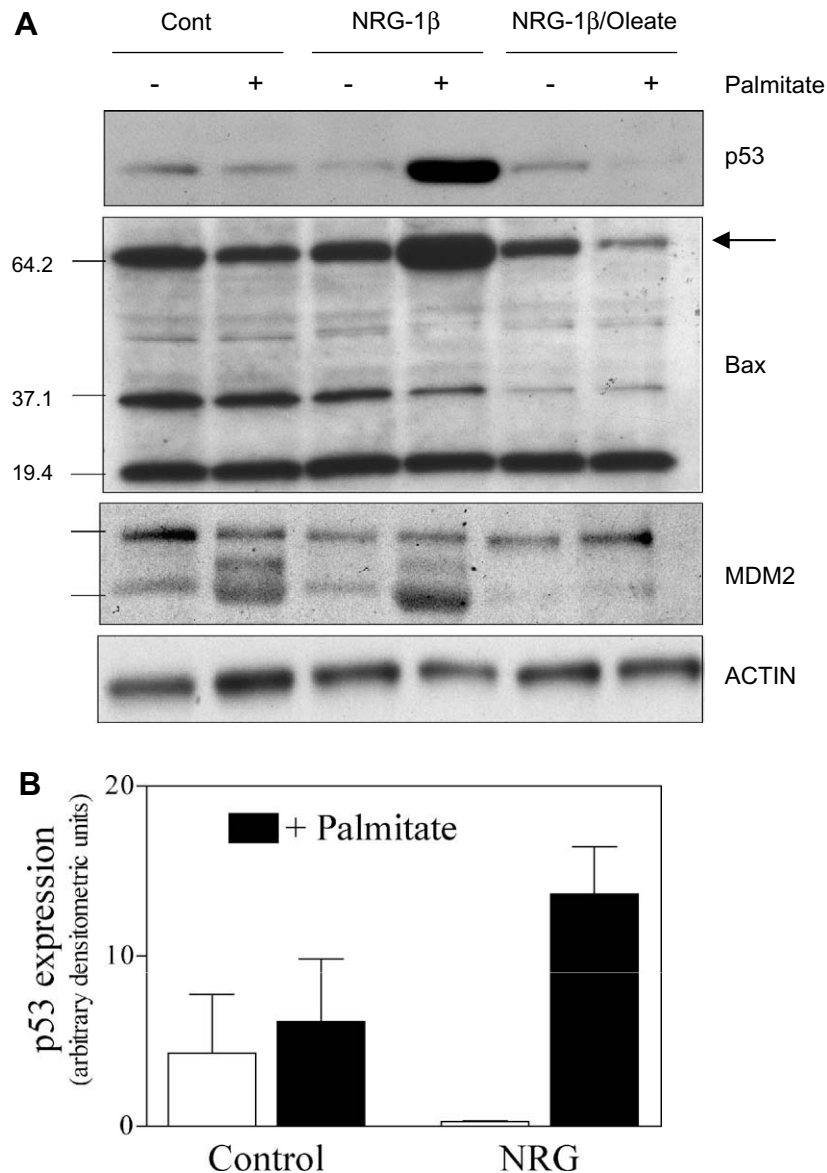 A
Cont NRG-1β NRG-1β/Oleate
- + - + - + Palmitate
p53
64.2
Bax
37.1
19.4
MDM2
ACTIN
B
20
10
0
p53 expression
(arbitrary densitometric units)
+ Palmitate
Control NRG